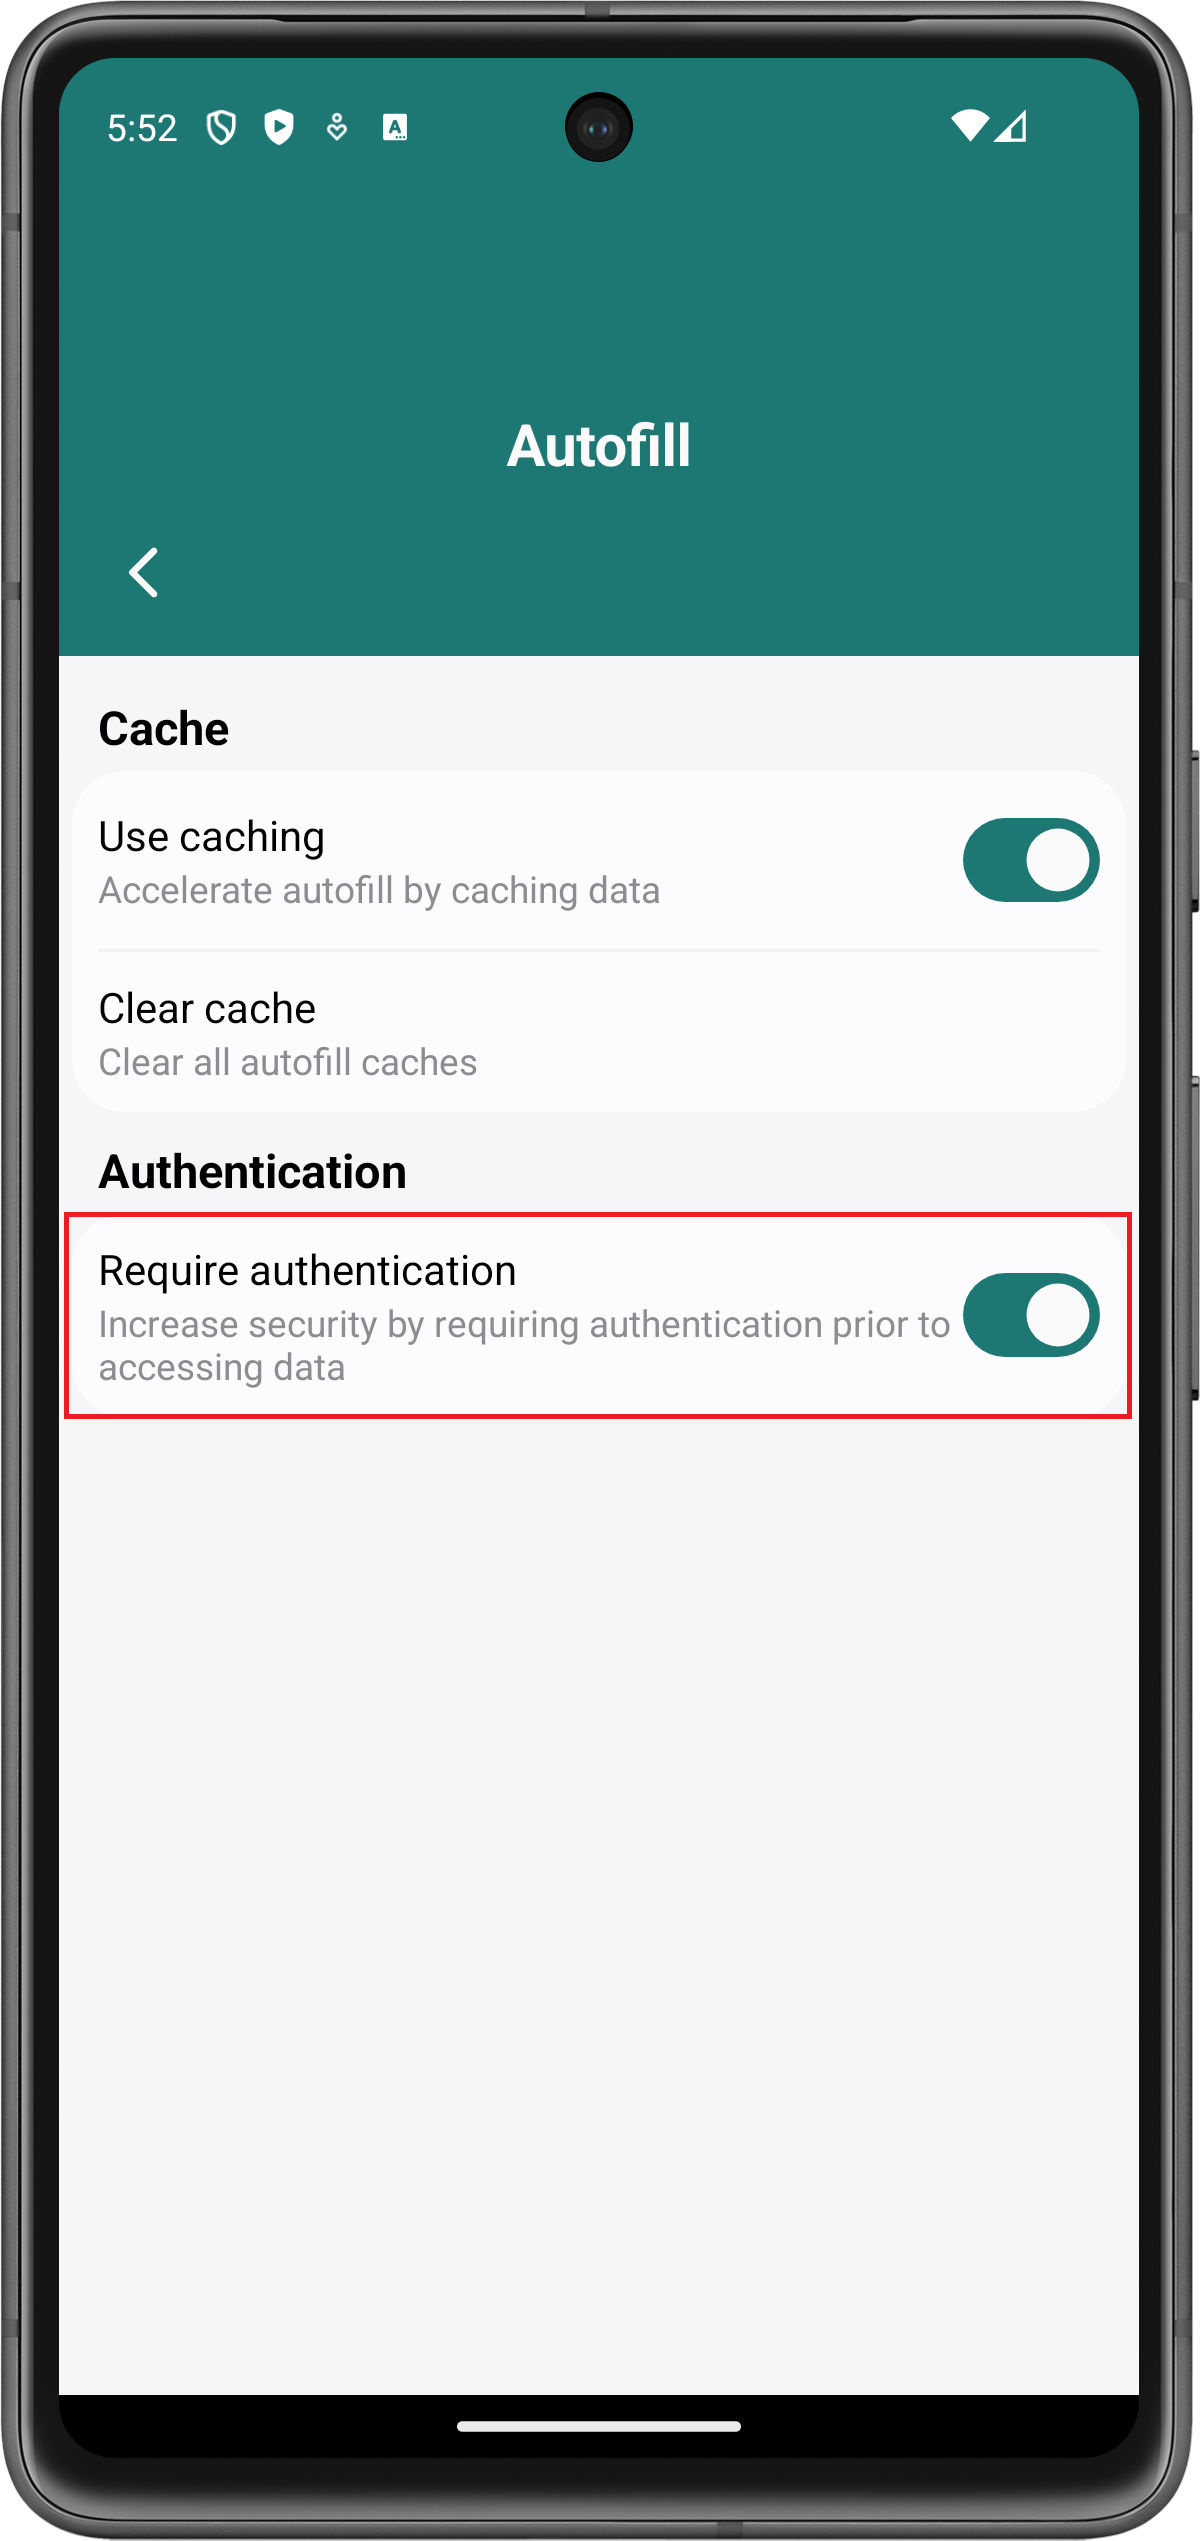 5:52
Autofill
Cache
Use caching
Accelerate autofill by caching data
Clear cache
Clear all autofill caches
Authentication
Require authentication
Increase security by requiring authentication prior to
accessing data